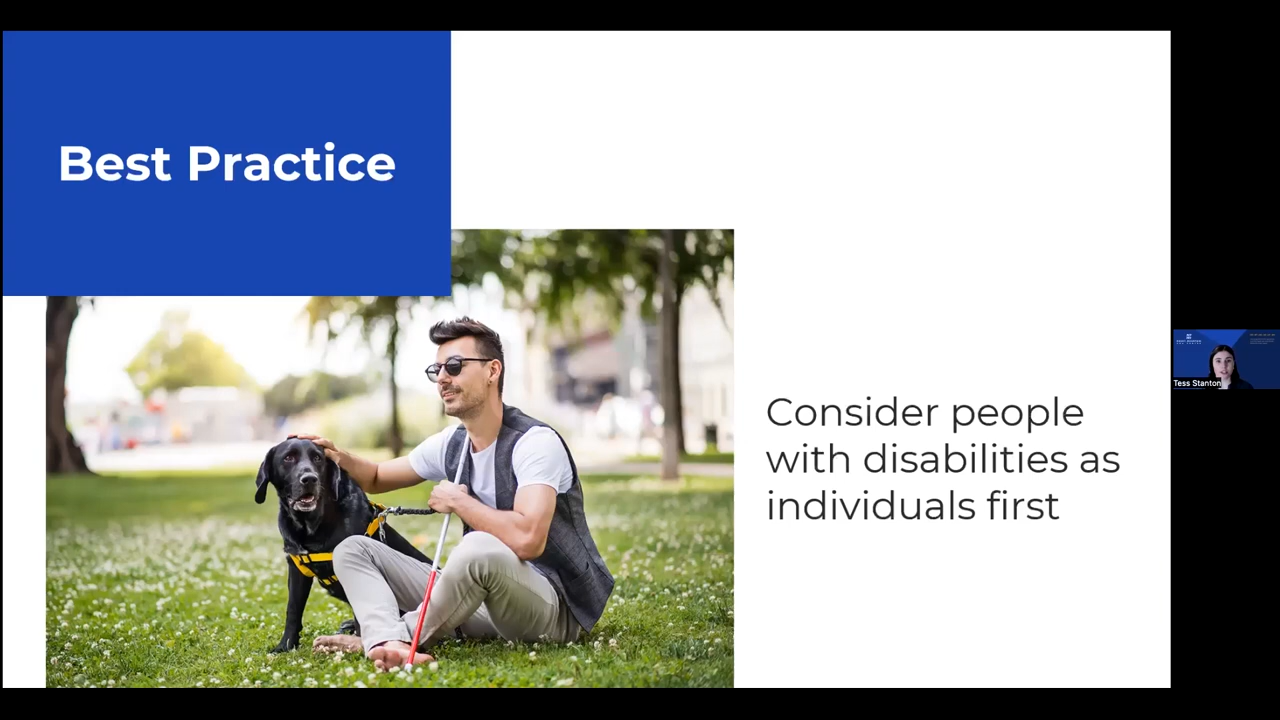 Best Practice
Consider people
with disabilities as
individuals first
Tess Stanton